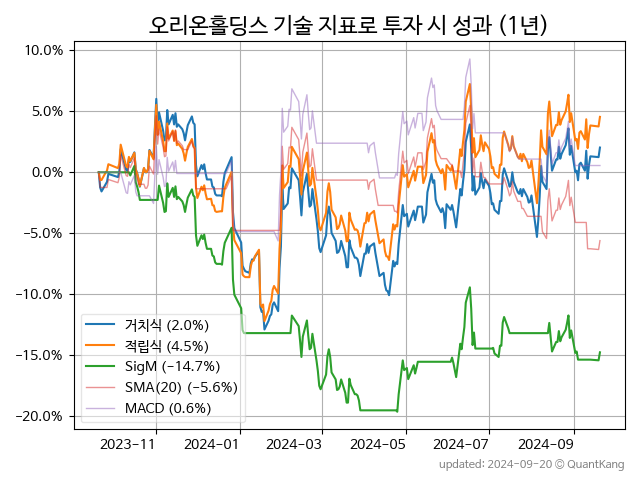 오리온홀딩스 기술 지표로 투자 시 성과 (1년)
10.0%
5.0%
0.0%
−5.0%
−10.0%
−15.0%
−20.0%
거치식 (2.0%)
적립식 (4.5%)
SigM (−14.7%)
SMA(20) (−5.6%)
MACD (0.6%)
2023-11 2024-01 2024-03 2024-05 2024-07 2024-09
updated: 2024-09-20 @ QuantKang